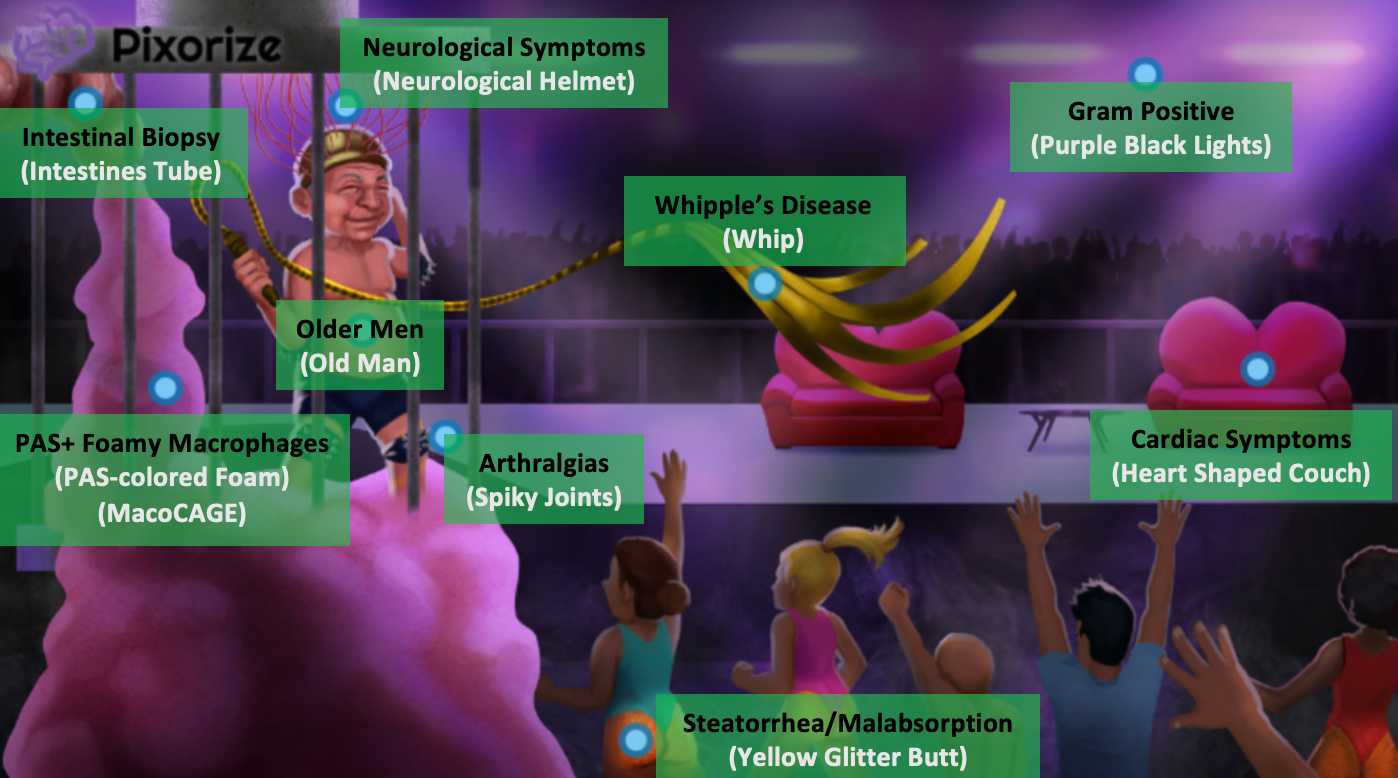 Pixorize
Neurological Symptoms
(Neurological Helmet)
Gram Positive
(Purple Black Lights)
Intestinal Biopsy
(Intestines Tube)
Whipple’s Disease
(Whip)
Older Men
(Old Man)
PAS+ Foamy Macrophages
(PAS-colored Foam)
(MacoCAGE)
Arthralgias
(Spiky Joints)
Cardiac Symptoms
(Heart Shaped Couch)
Steatorrhea/Malabsorption
(Yellow Glitter Butt)